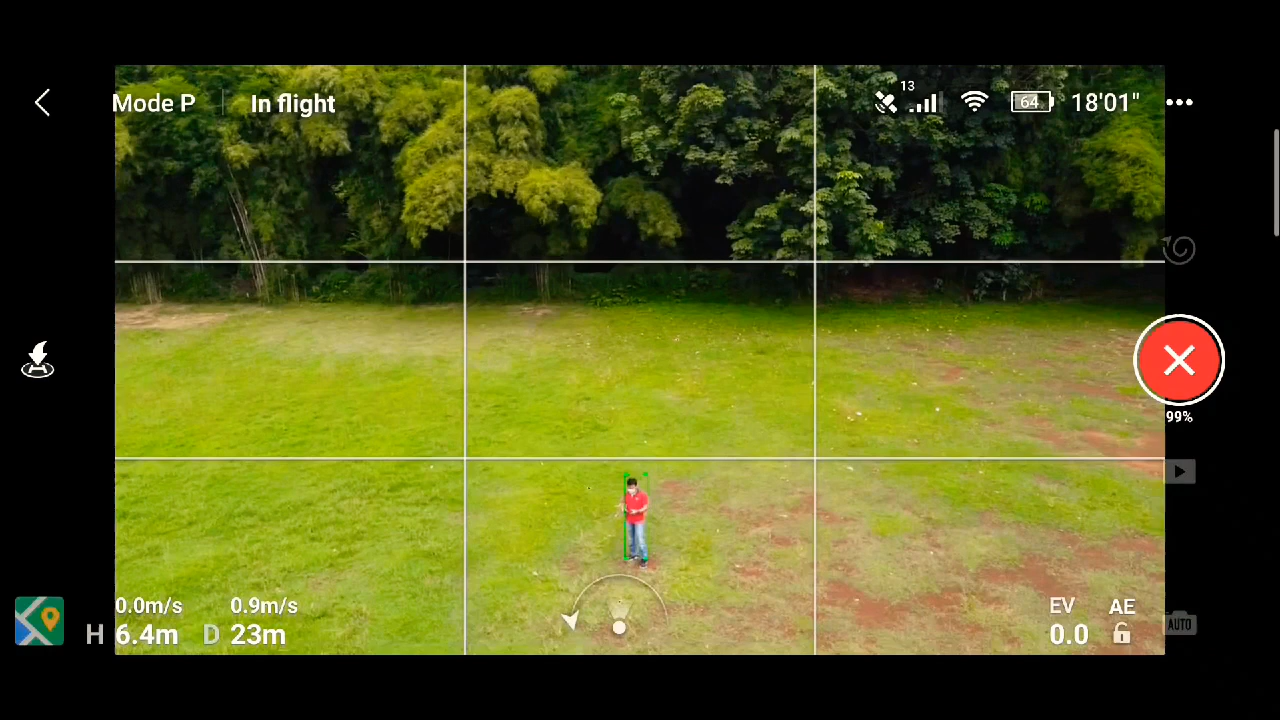 Mode P In flight 13 64 18'01"
99%
0.0m/s 0.9m/s
H 6.4m D 23m
EV AE
0.0
AUTO